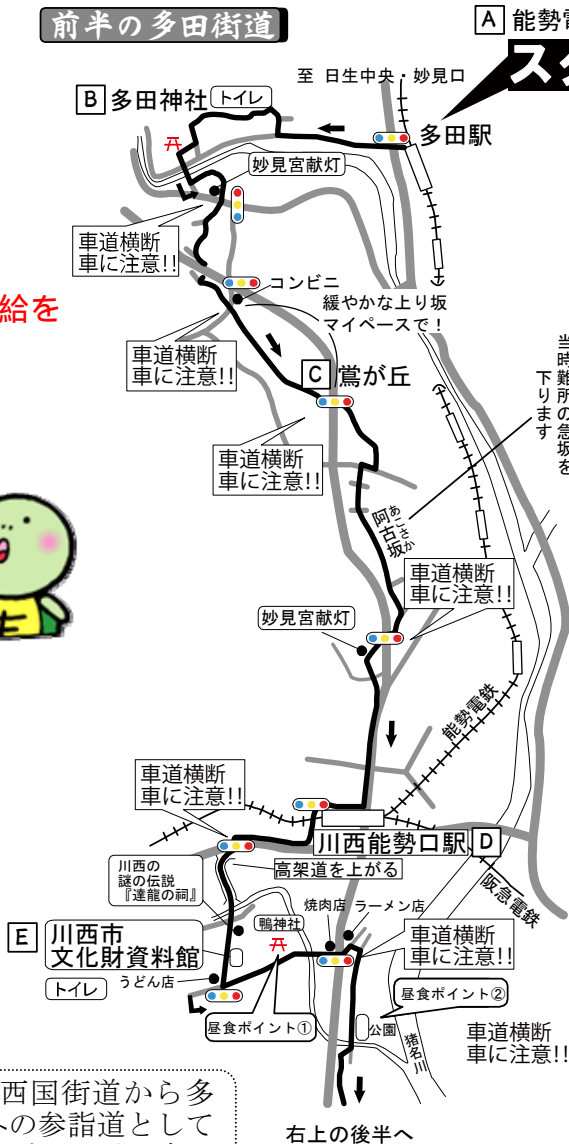 前半の多田街道
A 能勢電
スタ
至 日生中央・妙見口
B 多田神社 トイレ
多田駅
妙見宮献灯
車道横断
車に注意!!
コンビニ
給を
緩やかな上り坂
マイペースで!
車道横断
車に注意!!
C 鴬が丘
当時難所の急坂を
下ります
車道横断
車に注意!!
阿古坂
あこさか
車道横断
車に注意!!
妙見宮献灯
能勢電鉄
車道横断
車に注意!!
川西能勢口駅 D
高架道を上がる
阪急電鉄
川西の
謎の伝説
『達龍の祠』
焼肉店
ラーメン店
鴨神社
E 川西市
文化財資料館
車道横断
車に注意!!
トイレ
うどん店
昼食ポイント②
昼食ポイント①
公園
猪名川
車道横断
車に注意!!
西国街道から多
への参詣道として
右上の後半へ